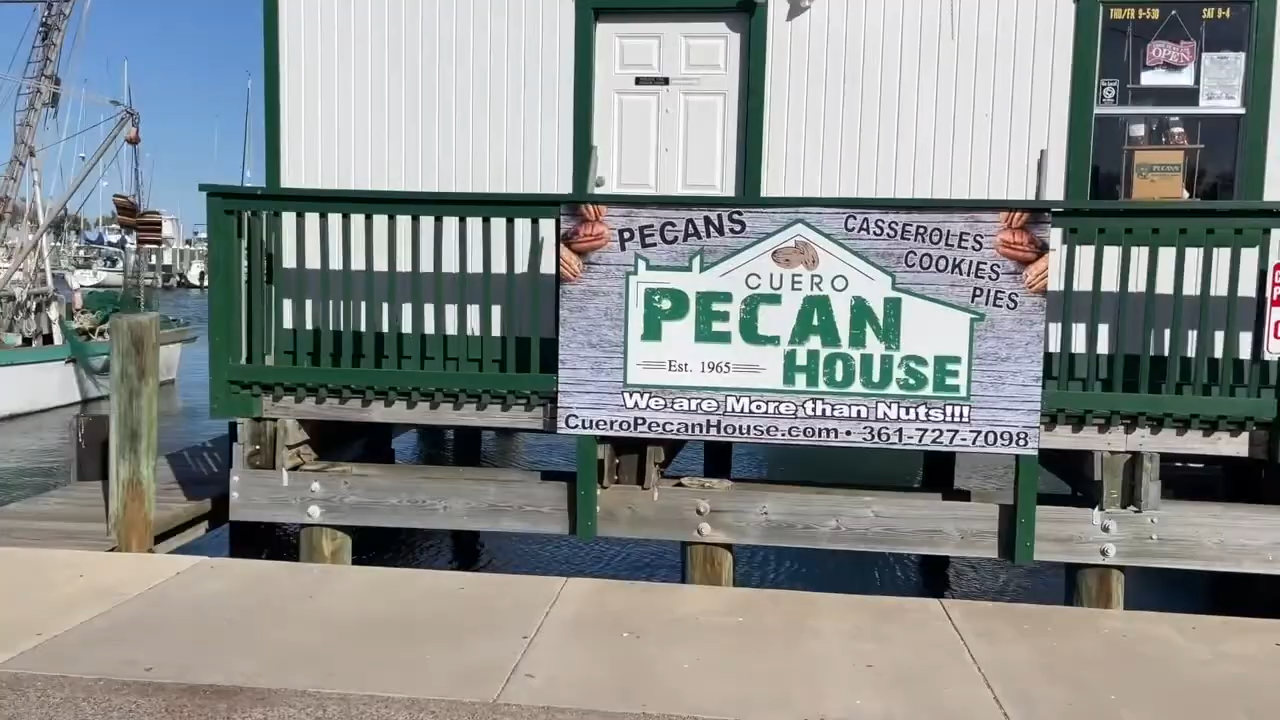 THU/FR 9-530 SAT 9-4
OPEN
PECANS
PECANS
CASSEROLES
COOKIES
PIES
CUERO
PECAN
HOUSE
Est. 1965
We are More than Nuts!!!
CueroPecanHouse.com • 361-727-7098